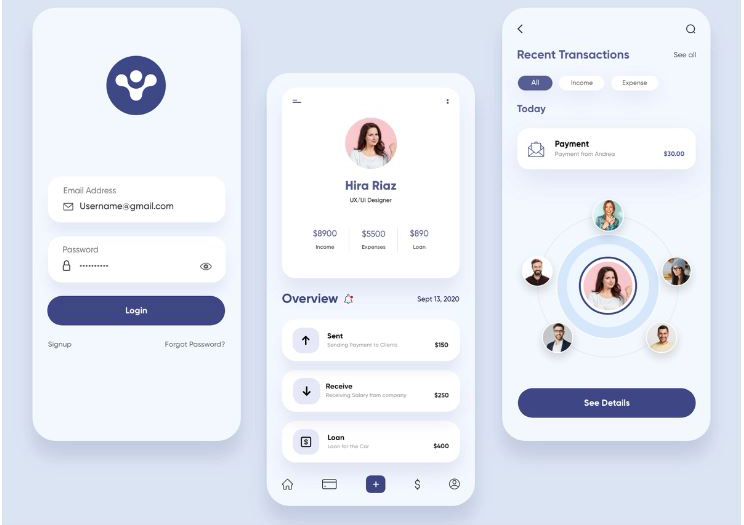 Email Address
Username@gmail.com
Password
Login
Signup
Forgot Password?
Hira Riaz
UX/UI Designer
$8900
$5500
$890
Income
Expenses
Loan
Overview
Sept 13, 2020
Sent
Sending Payment to Clients
$150
Receive
Receiving Salary from company
$250
Loan
Loan for the Car
$400
Recent Transactions
See all
All
Income
Expense
Today
Payment
Payment from Andrea
$30.00
See Details